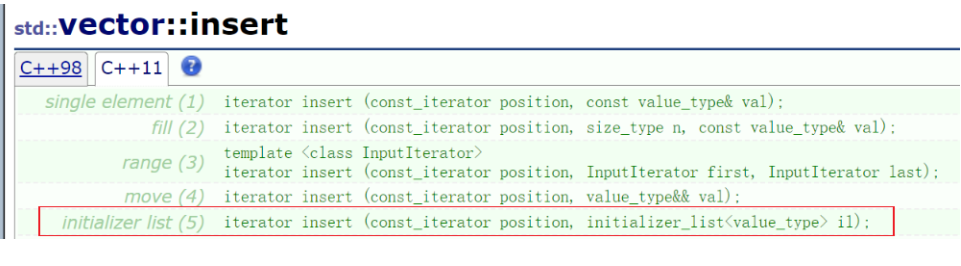 std::vector::insert
C++98 C++11 ?
single element (1) iterator insert (const_iterator position, const value_type& val);
fill (2) iterator insert (const_iterator position, size_type n, const value_type& val);
template <class InputIterator>
range (3) iterator insert (const_iterator position, InputIterator first, InputIterator last);
move (4) iterator insert (const_iterator position, value_type&& val);
initializer list (5) iterator insert (const_iterator position, initializer_list<value_type> il);